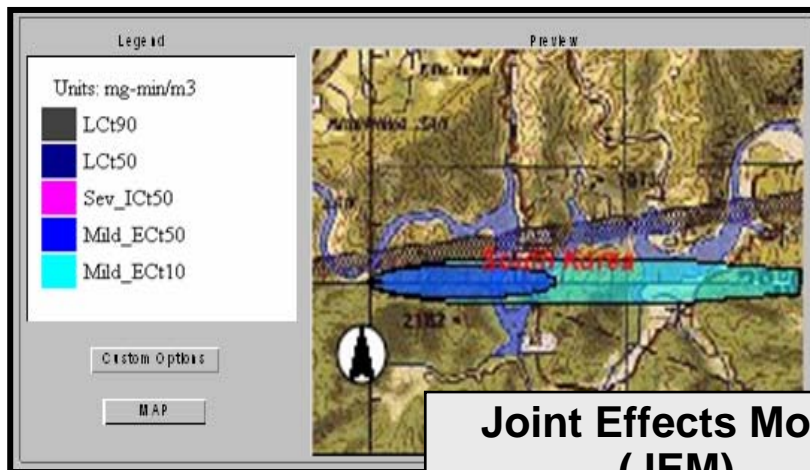 Legend
Preview
Units: mg-min/m3
LCt90
LCt50
Sev_ICt50
Mild_ECt50
Mild_ECt10
South Korea
2182
Custom Options
MAP
Joint Effects Mo
(JEM)